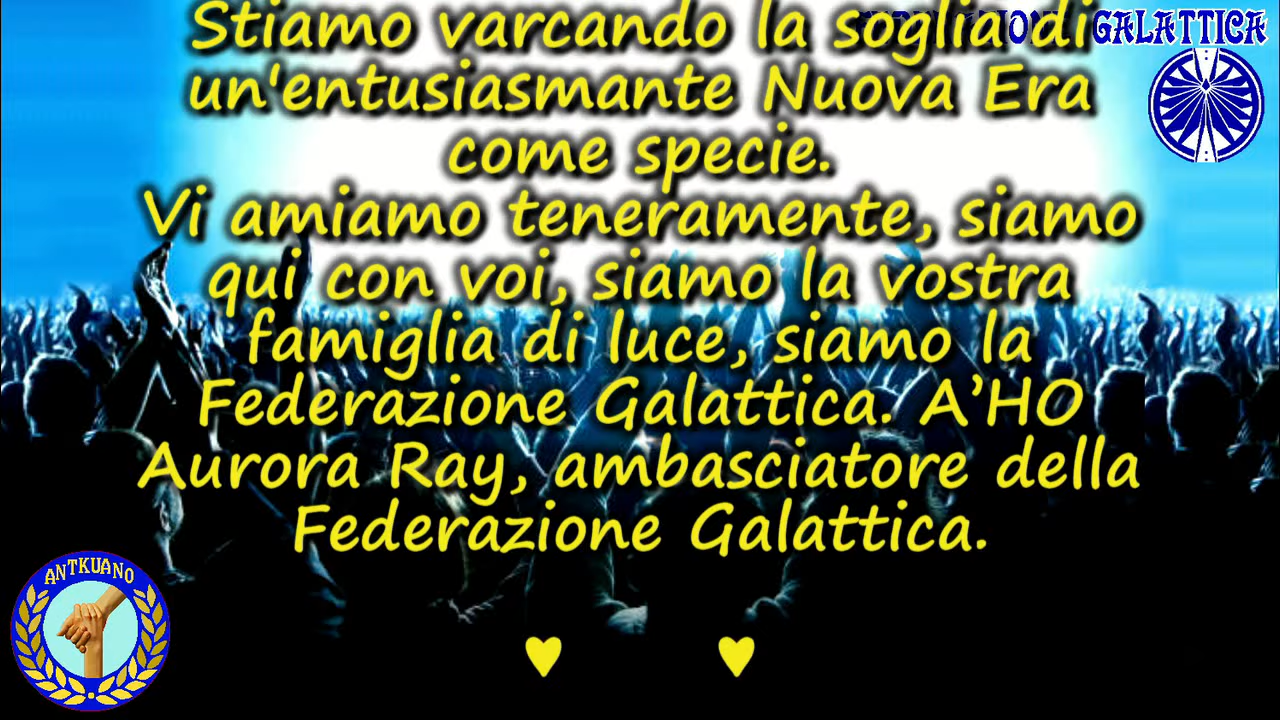 Stiamo varcando la soglia di
GALATTICA
un'entusiasmante Nuova Era
come specie.
Vi amiamo teneramente, siamo
qui con voi, siamo la vostra
famiglia di luce, siamo la
Federazione Galattica. A’HO
Aurora Ray, ambasciatore della
Federazione Galattica.
ANTKUANO